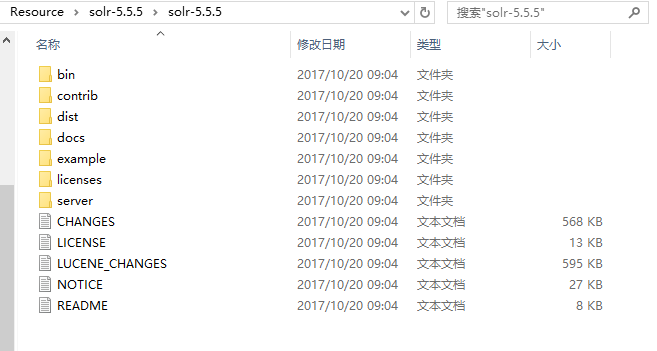 Resource > solr-5.5.5 > solr-5.5.5 搜索"solr-5.5.5"
名称 修改日期 类型 大小
bin 2017/10/20 09:04 文件夹
contrib 2017/10/20 09:04 文件夹
dist 2017/10/20 09:04 文件夹
docs 2017/10/20 09:04 文件夹
example 2017/10/20 09:04 文件夹
licenses 2017/10/20 09:04 文件夹
server 2017/10/20 09:04 文件夹
CHANGES 2017/10/20 09:04 文本文档 568 KB
LICENSE 2017/10/20 09:04 文本文档 13 KB
LUCENE_CHANGES 2017/10/20 09:04 文本文档 595 KB
NOTICE 2017/10/20 09:04 文本文档 27 KB
README 2017/10/20 09:04 文本文档 8 KB